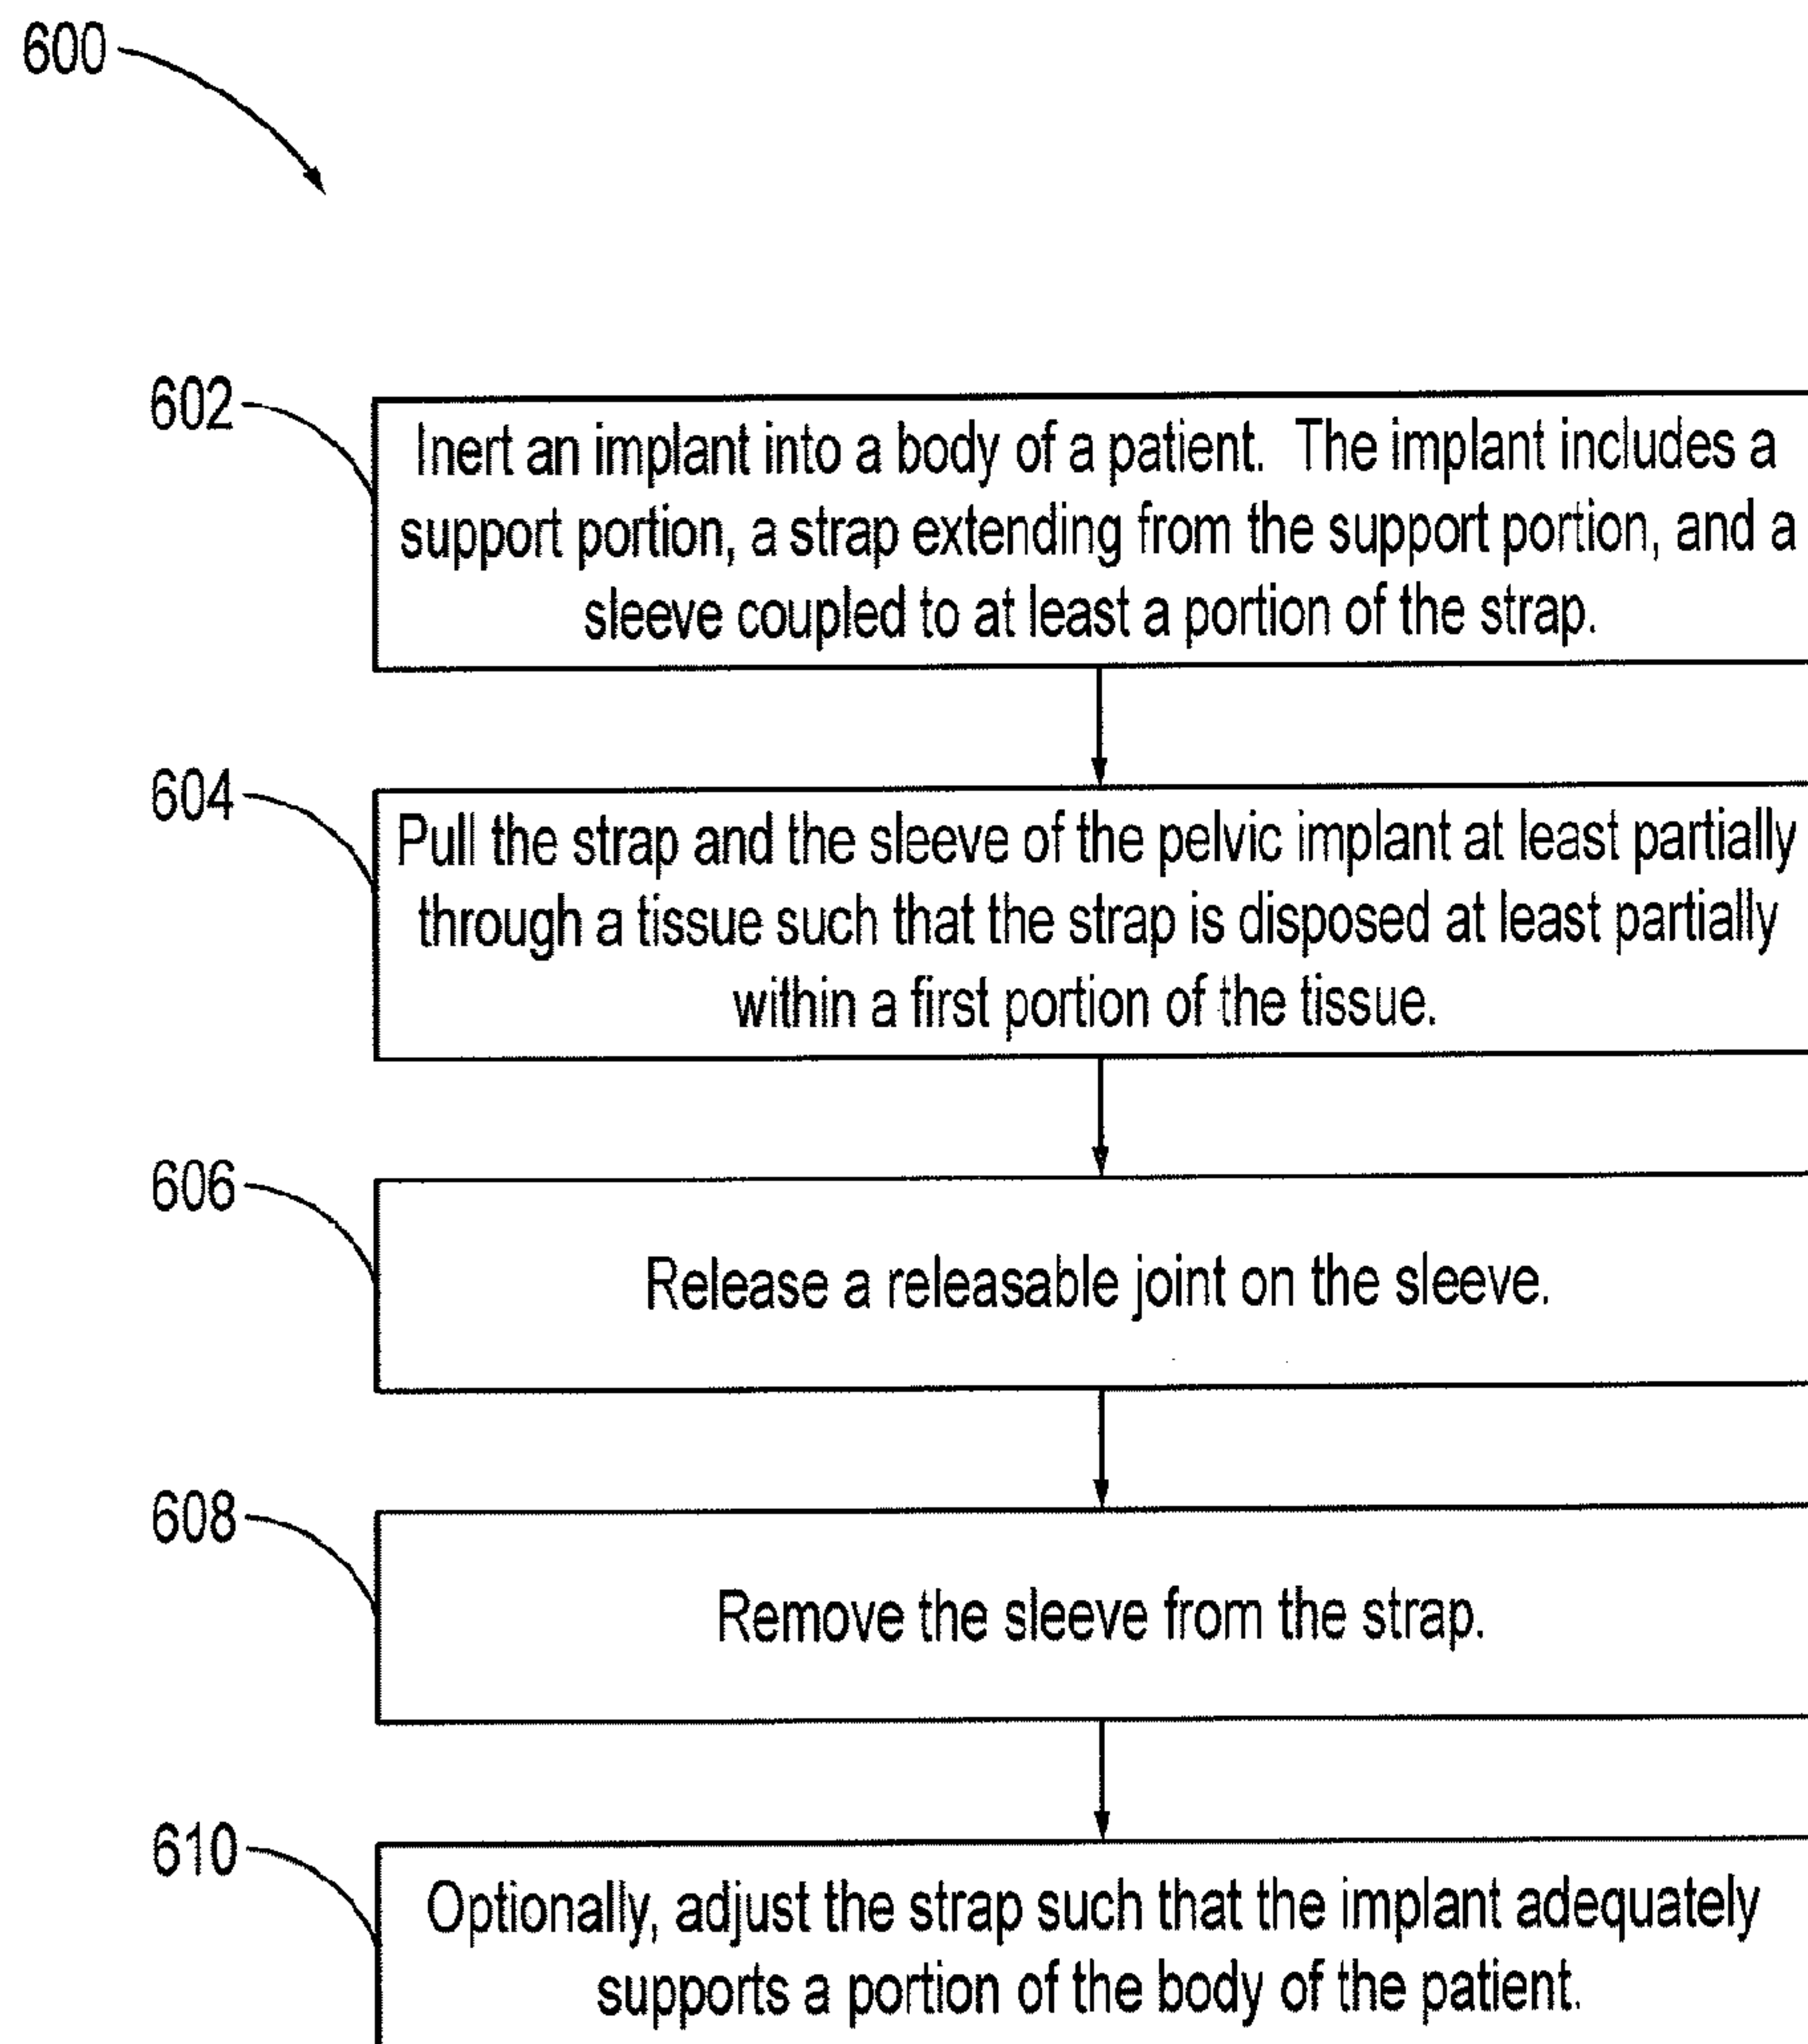 600
602
Inert an implant into a body of a patient. The implant includes a
support portion, a strap extending from the support portion, and a
sleeve coupled to at least a portion of the strap.
604
Pull the strap and the sleeve of the pelvic implant at least partially
through a tissue such that the strap is disposed at least partially
within a first portion of the tissue.
606
Release a releasable joint on the sleeve.
608
Remove the sleeve from the strap.
610
Optionally, adjust the strap such that the implant adequately
supports a portion of the body of the patient.